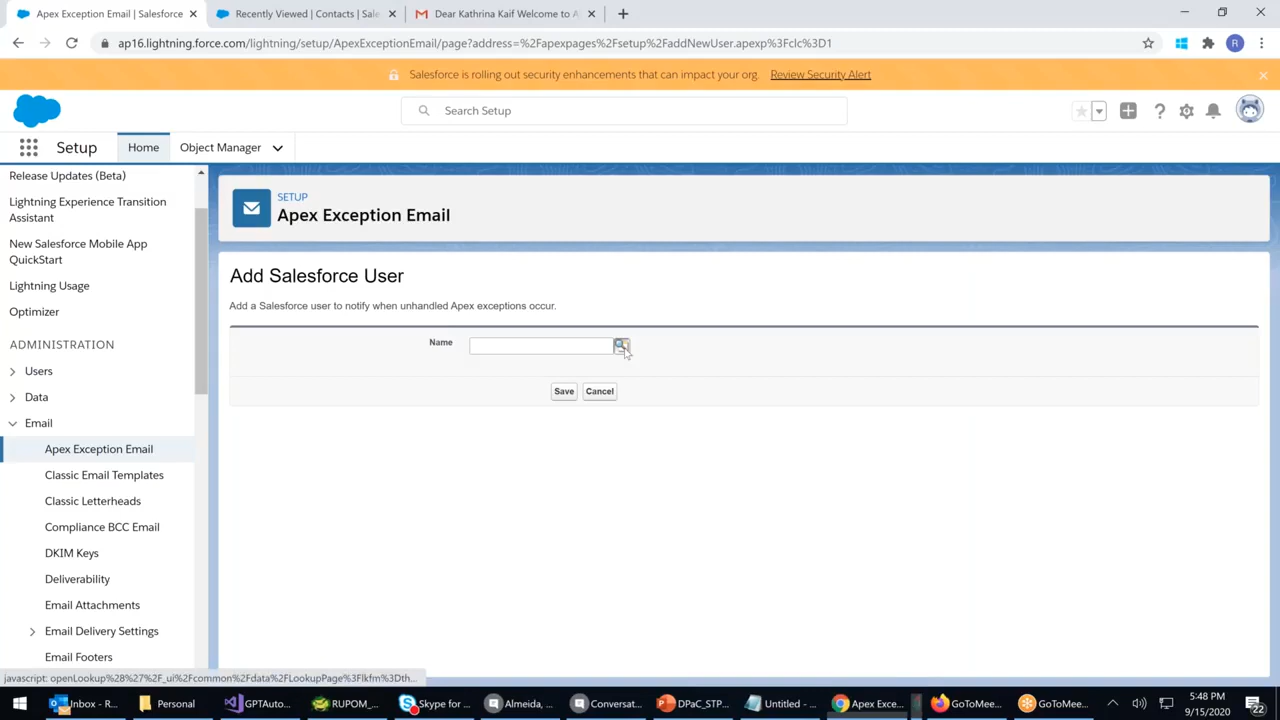 Apex Exception Email | Salesforce
Recently Viewed | Contacts | Sale
Dear Kathrina Kaif Welcome to A
ap16.lightning.force.com/lightning/setup/ApexExceptionEmail/page?address=%2Fapexpages%2Fsetup%2FaddNewUser.apexp%3Fclc%3D1
R
Salesforce is rolling out security enhancements that can impact your org. Review Security Alert
Search Setup
Setup
Home
Object Manager
Release Updates (Beta)
Lightning Experience Transition
Assistant
New Salesforce Mobile App
QuickStart
Lightning Usage
Optimizer
ADMINISTRATION
Users
Data
Email
Apex Exception Email
Classic Email Templates
Classic Letterheads
Compliance BCC Email
DKIM Keys
Deliverability
Email Attachments
Email Delivery Settings
Email Footers
SETUP
Apex Exception Email
Add Salesforce User
Add a Salesforce user to notify when unhandled Apex exceptions occur.
Name
Save
Cancel
javascript: openLookup%28%27%2F_ui%2Fcommon%2Fdata%2FLookupPage%3Flkfm%3Dth...
Inbox - R...
Personal
GPTAuto...
RUPOM_...
Skype for ...
Almeida, ...
Conversat...
DPaC_STP...
Untitled - ...
Apex Exce...
GoToMee...
GoToMee...
5:48 PM
9/15/2020
22